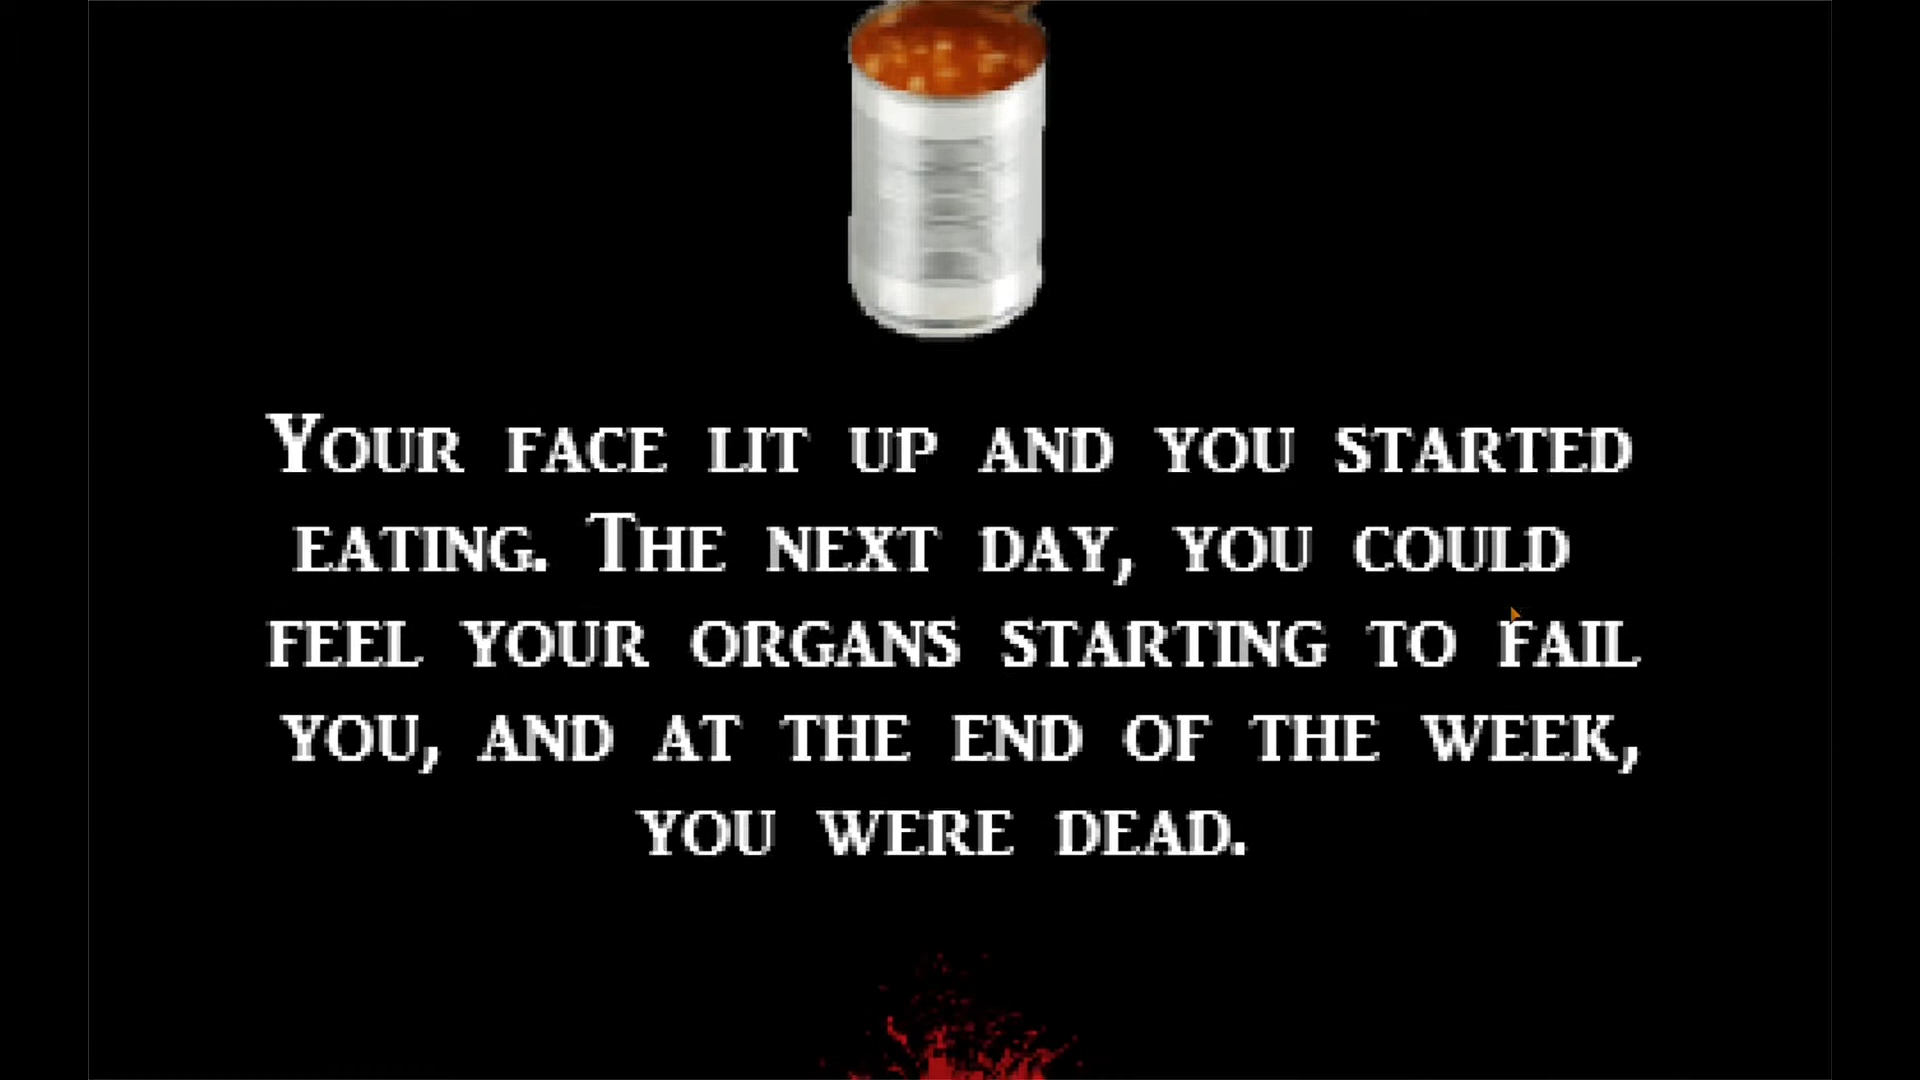 Your face lit up and you started
eating. The next day, you could
feel your organs starting to fail
you, and at the end of the week,
you were dead.